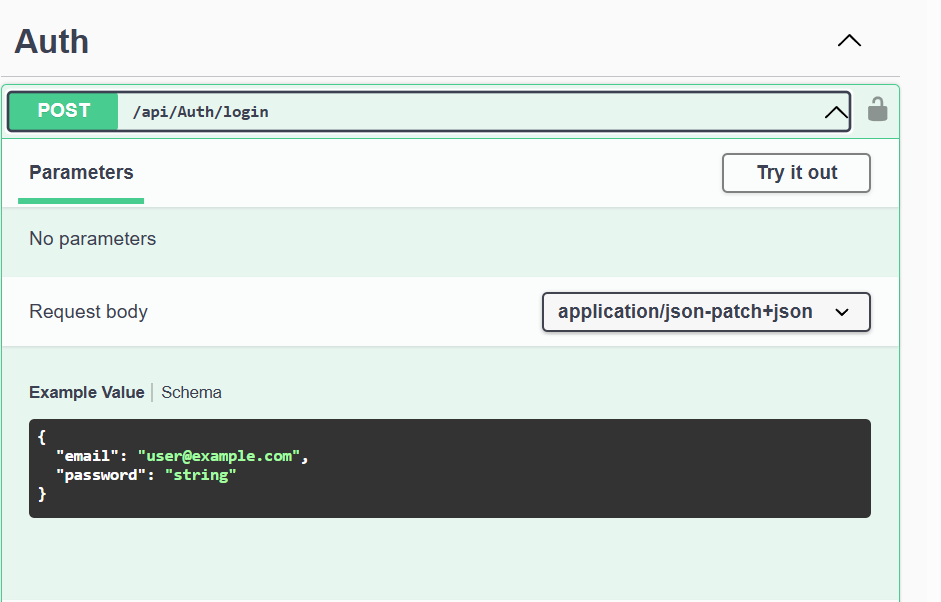 Auth
POST /api/Auth/login
Parameters Try it out
No parameters
Request body application/json-patch+json
Example Value Schema
{
"email": "user@example.com",
"password": "string"
}